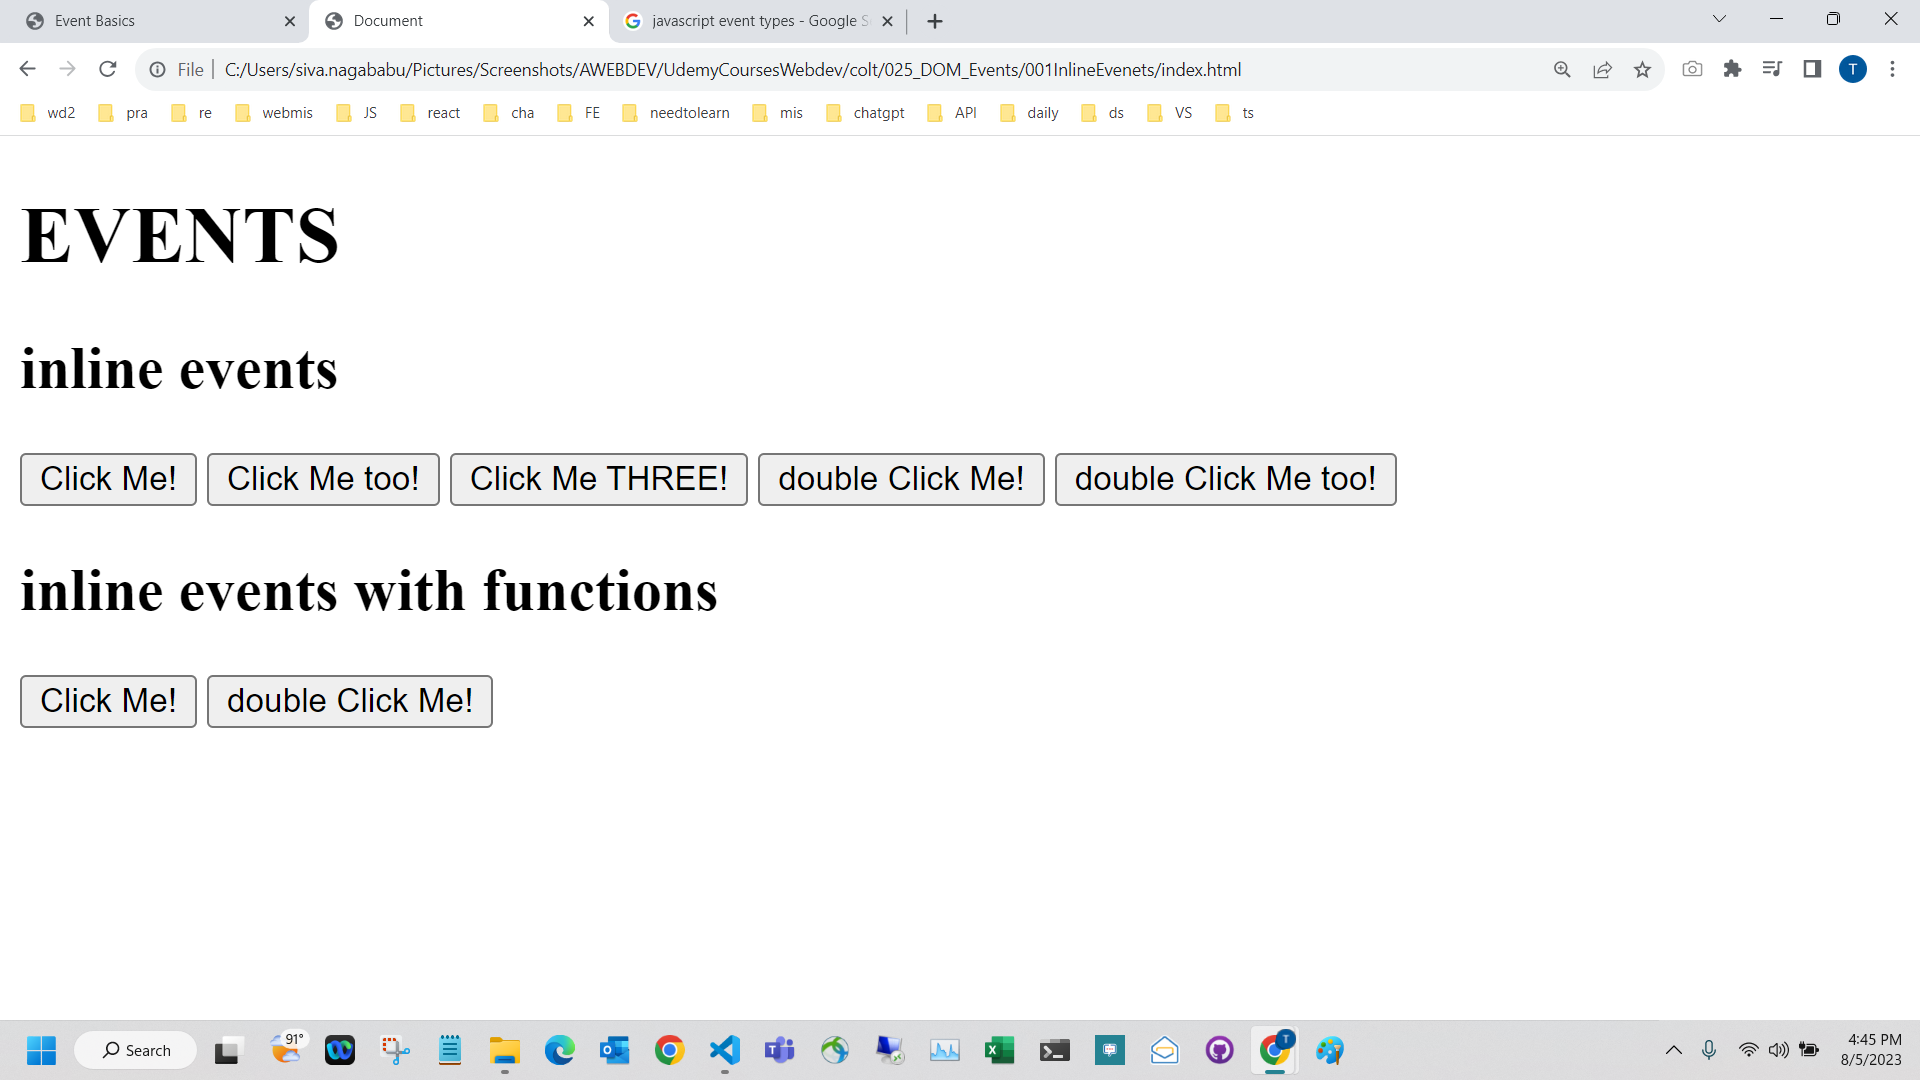 Event Basics
Document
javascript event types - Google S
File
C:/Users/siva.nagababu/Pictures/Screenshots/AWEBDEV/UdemyCoursesWebdev/colt/025_DOM_Events/001InlineEvenets/index.html
T
wd2 pra re webmis JS react cha FE needtolearn mis chatgpt API daily ds VS ts
EVENTS
inline events
Click Me! Click Me too! Click Me THREE! double Click Me! double Click Me too!
inline events with functions
Click Me! double Click Me!
Search
91°
T
4:45 PM
8/5/2023